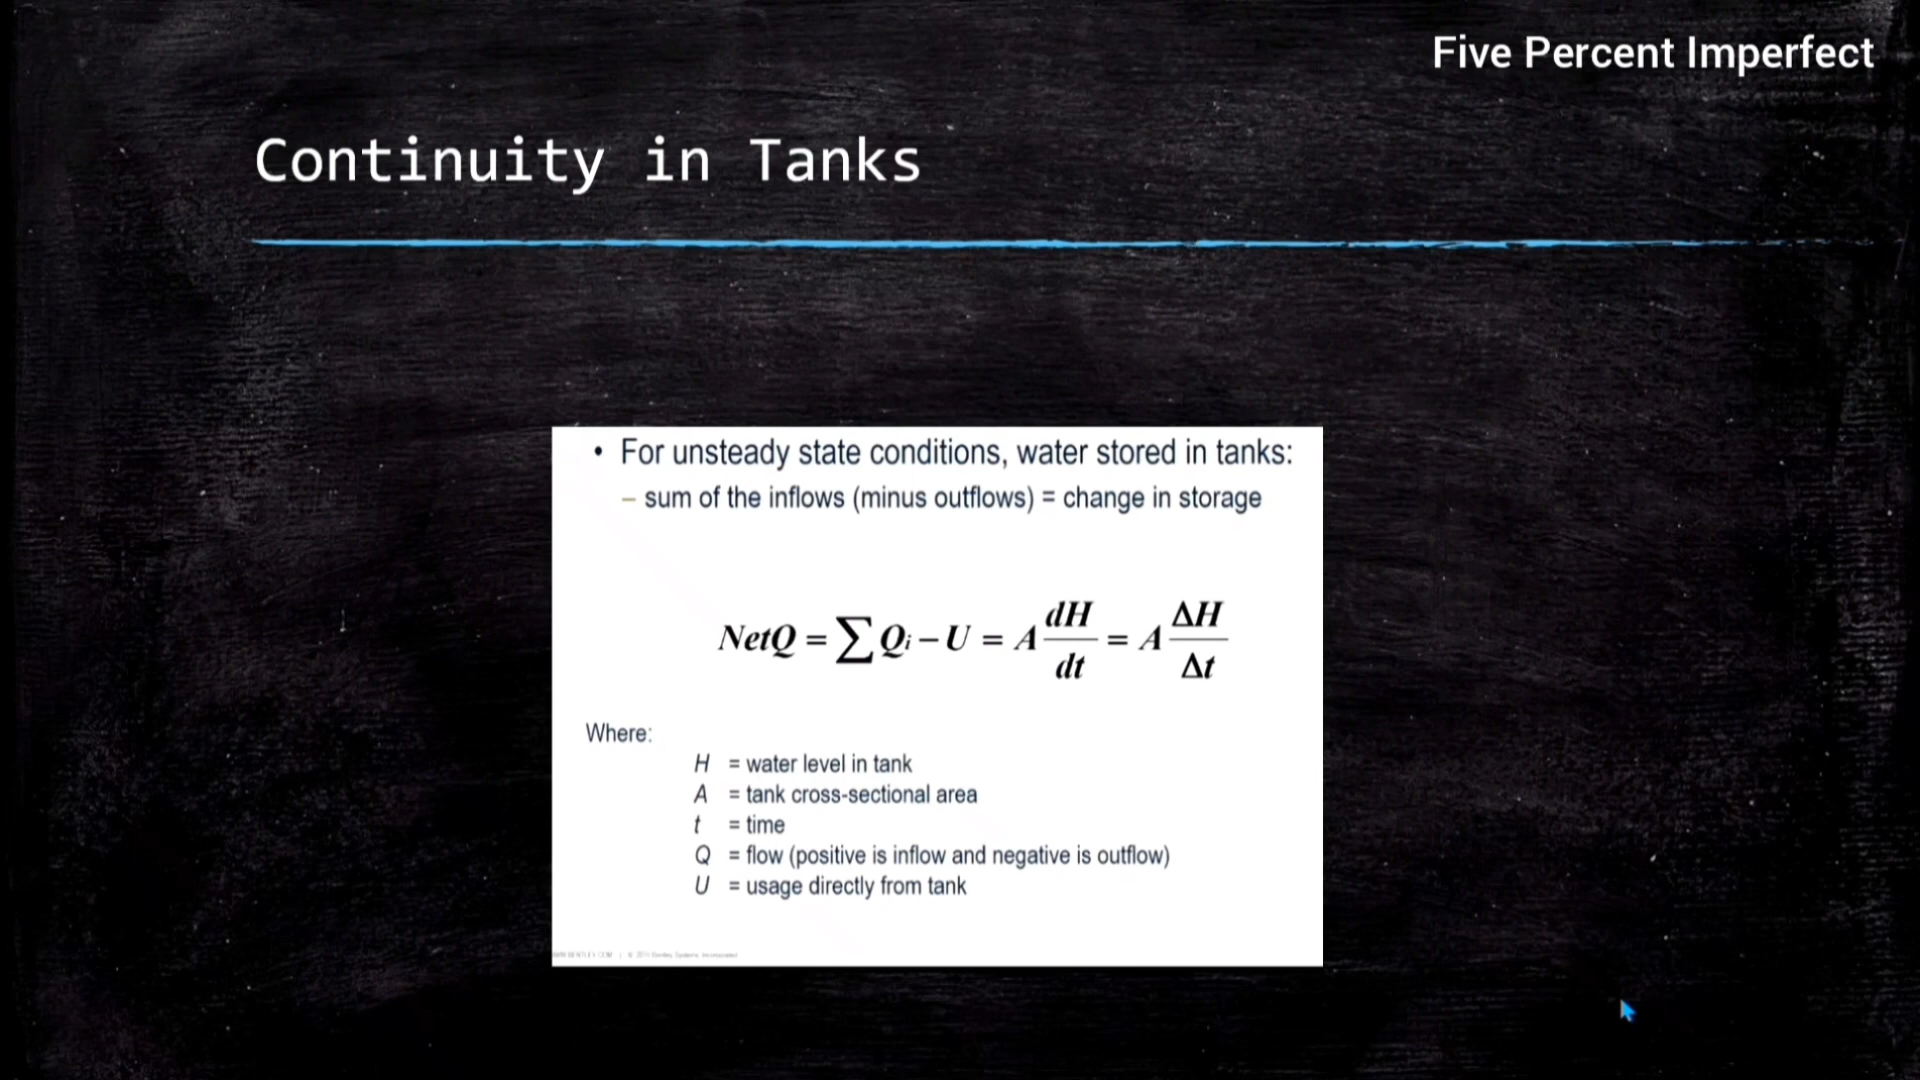 Five Percent Imperfect
Continuity in Tanks
• For unsteady state conditions, water stored in tanks:
– sum of the inflows (minus outflows) = change in storage
NetQ = ∑ Qi – U = A dH/dt = A ΔH/Δt
Where:
H = water level in tank
A = tank cross-sectional area
t = time
Q = flow (positive is inflow and negative is outflow)
U = usage directly from tank